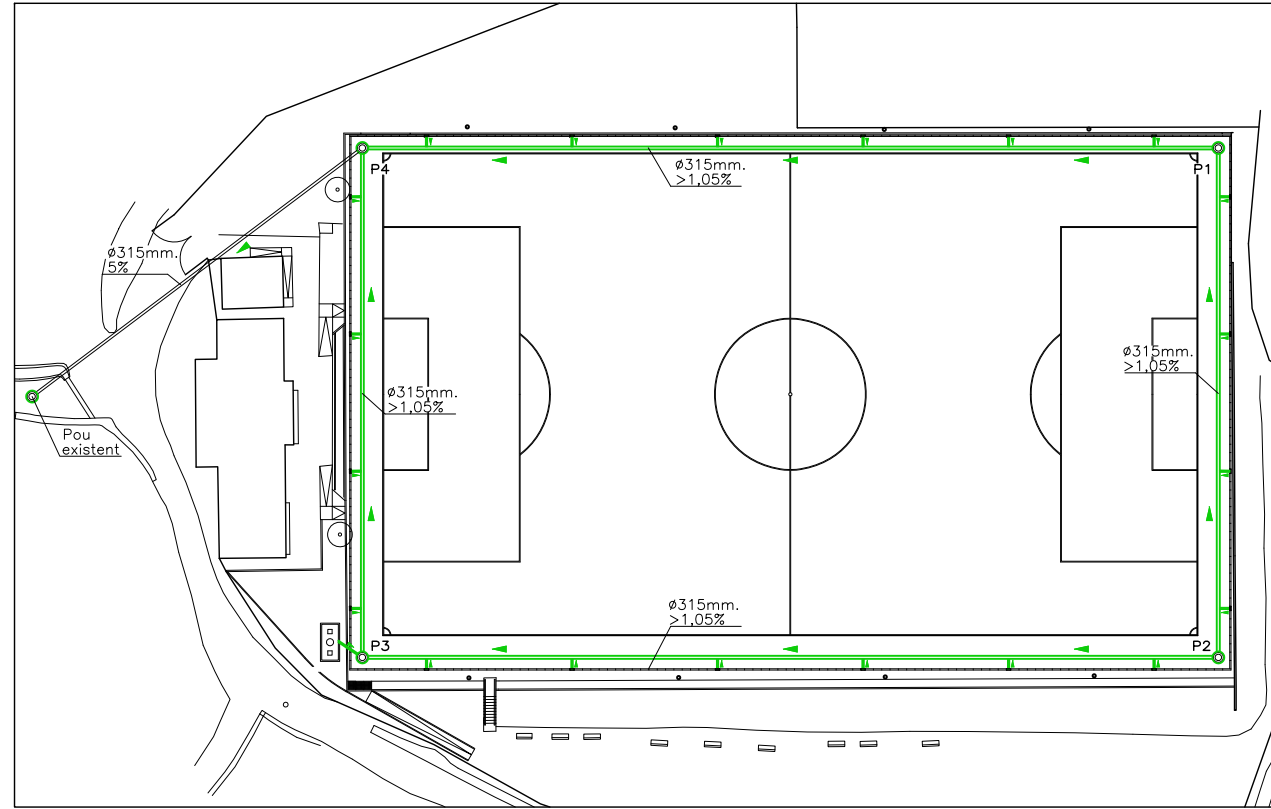 P4
ø315mm.
>1,05%
P1
ø315mm.
5%
ø315mm.
>1,05%
ø315mm.
>1,05%
Pou
existent
ø315mm.
>1,05%
P3
P2